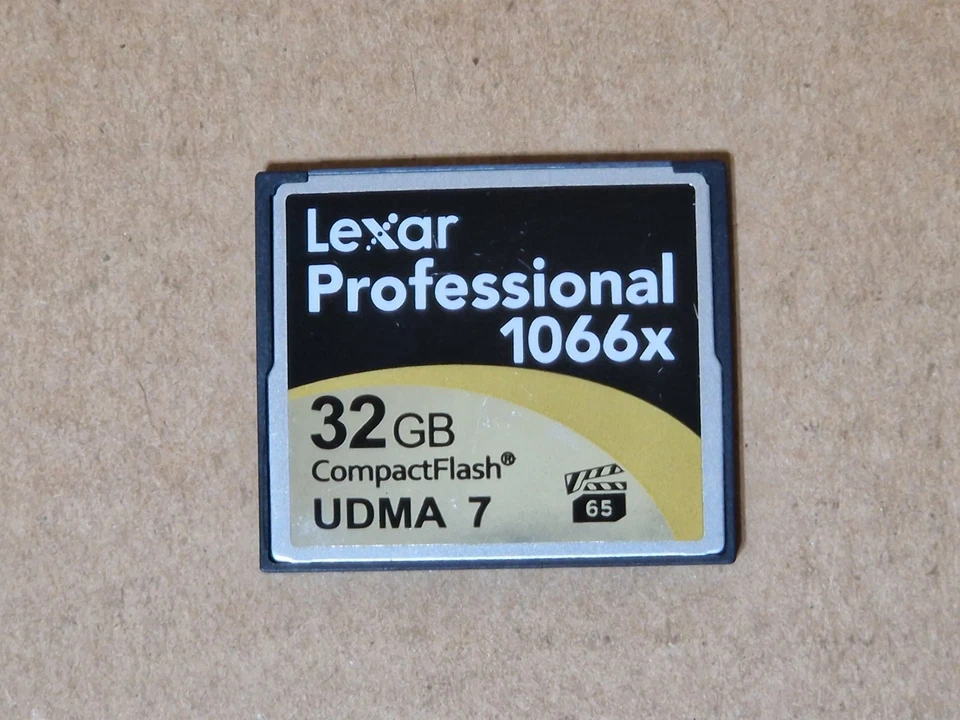 Lexar
Professional
1066x
32GB
CompactFlash®
UDMA 7
65